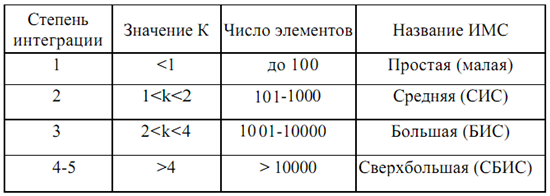 Степень интеграции Значение К Число элементов Название ИМС
1 <1 до 100 Простая (малая)
2 1<k<2 101-1000 Средняя (СИС)
3 2<k<4 1001-10000 Большая (БИС)
4-5 >4 > 10000 Сверхбольшая (СБИС)